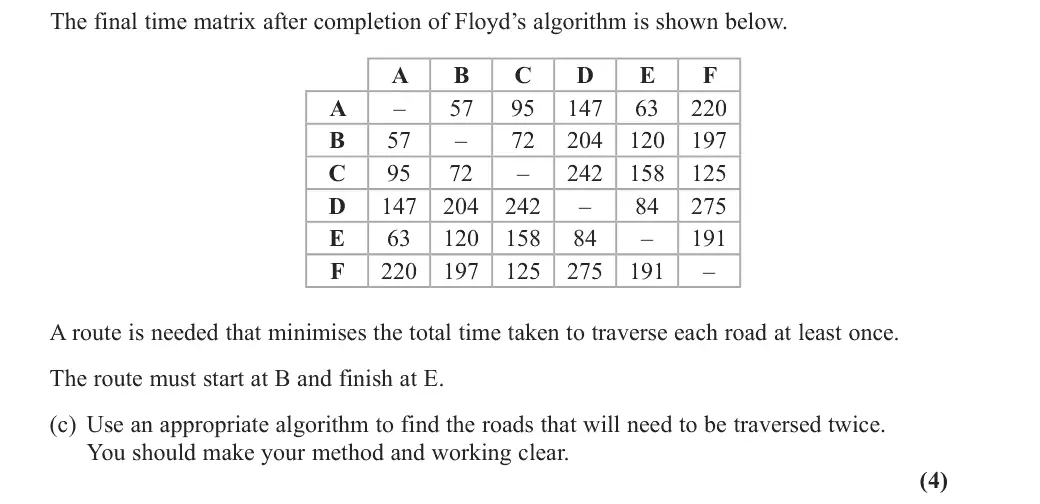 The final time matrix after completion of Floyd’s algorithm is shown below.
A B C D E F
A – 57 95 147 63 220
B 57 – 72 204 120 197
C 95 72 – 242 158 125
D 147 204 242 – 84 275
E 63 120 158 84 – 191
F 220 197 125 275 191 –
A route is needed that minimises the total time taken to traverse each road at least once.
The route must start at B and finish at E.
(c) Use an appropriate algorithm to find the roads that will need to be traversed twice.
You should make your method and working clear.
(4)